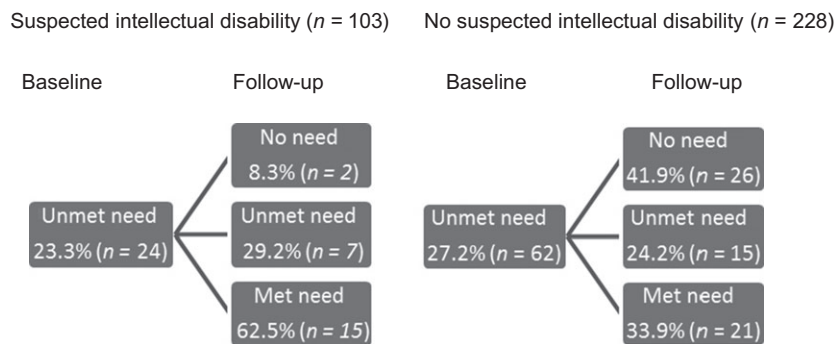 Suspected intellectual disability (n = 103)
No suspected intellectual disability (n = 228)
Baseline
Follow-up
Baseline
Follow-up
No need
8.3% (n = 2)
Unmet need
23.3% (n = 24)
Unmet need
29.2% (n = 7)
Met need
62.5% (n = 15)
No need
41.9% (n = 26)
Unmet need
27.2% (n = 62)
Unmet need
24.2% (n = 15)
Met need
33.9% (n = 21)